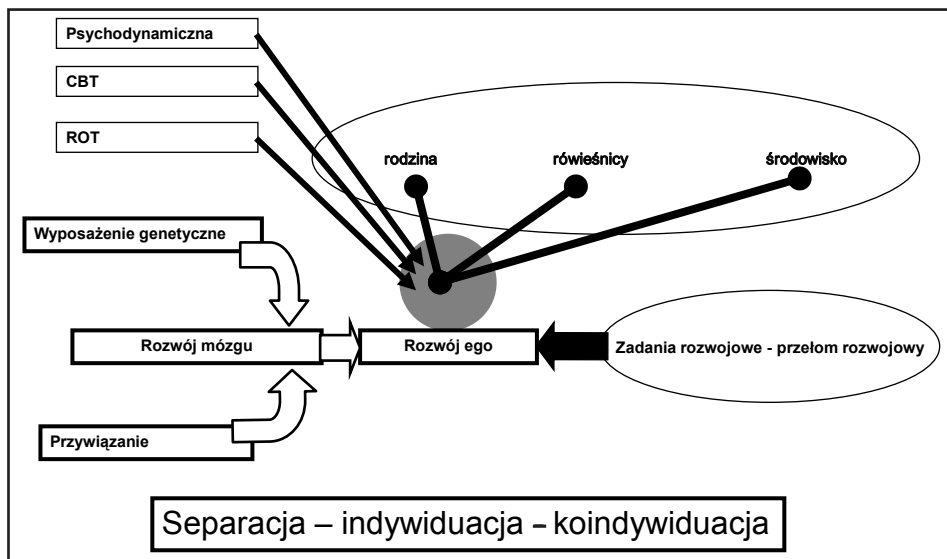 Psychodynamiczna
CBT
ROT
rodzina
rówieśnicy
środowisko
Wyposażenie genetyczne
Rozwój mózgu
Rozwój ego
Zadania rozwojowe - przełom rozwojowy
Przywiązanie
Separacja – indywiduacja – koindywiduacja